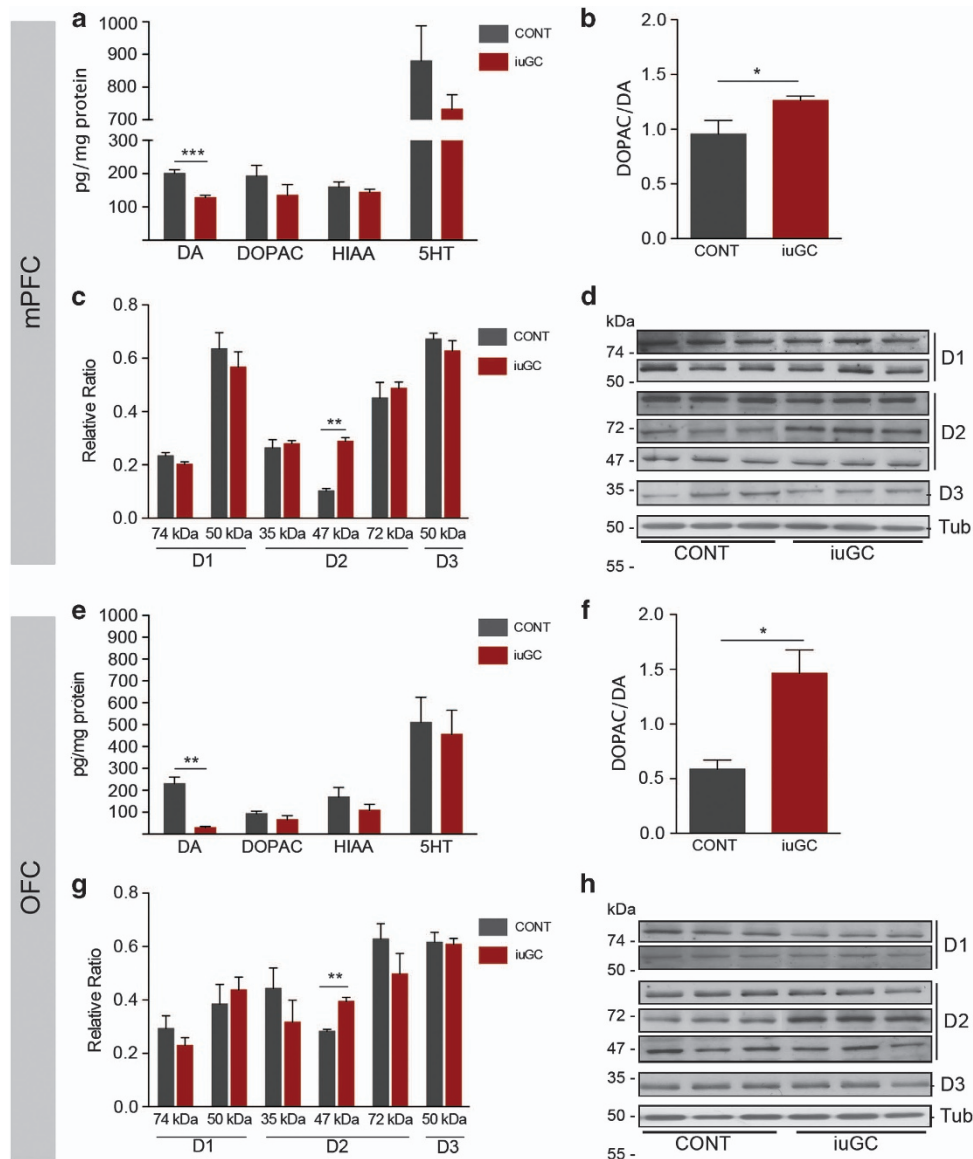 mPFC
a
1000
900
800
700
200
100
pg/mg protein
***
DA
DOPAC
HIAA
5HT
CONT
iuGC
b
2.0
1.5
1.0
0.5
0.0
DOPAC/DA
*
CONT
iuGC
c
0.8
0.6
0.4
0.2
0.0
Relative Ratio
**
CONT
iuGC
74 kDa 50 kDa 35 kDa 47 kDa 72 kDa 50 kDa
D1 D2 D3
d
kDa
74 -
50 -
72 -
47 -
35 -
50 -
55 -
D1
D2
D3
Tub
CONT
iuGC
OFC
e
1000
900
800
700
600
500
400
300
200
100
pg/mg protein
**
DA
DOPAC
HIAA
5HT
CONT
iuGC
f
2.0
1.5
1.0
0.5
0.0
DOPAC/DA
*
CONT
iuGC
g
0.8
0.6
0.4
0.2
0.0
Relative Ratio
**
CONT
iuGC
74 kDa 50 kDa 35 kDa 47 kDa 72 kDa 50 kDa
D1 D2 D3
h
kDa
74 -
50 -
72 -
47 -
35 -
50 -
55 -
D1
D2
D3
Tub
CONT
iuGC